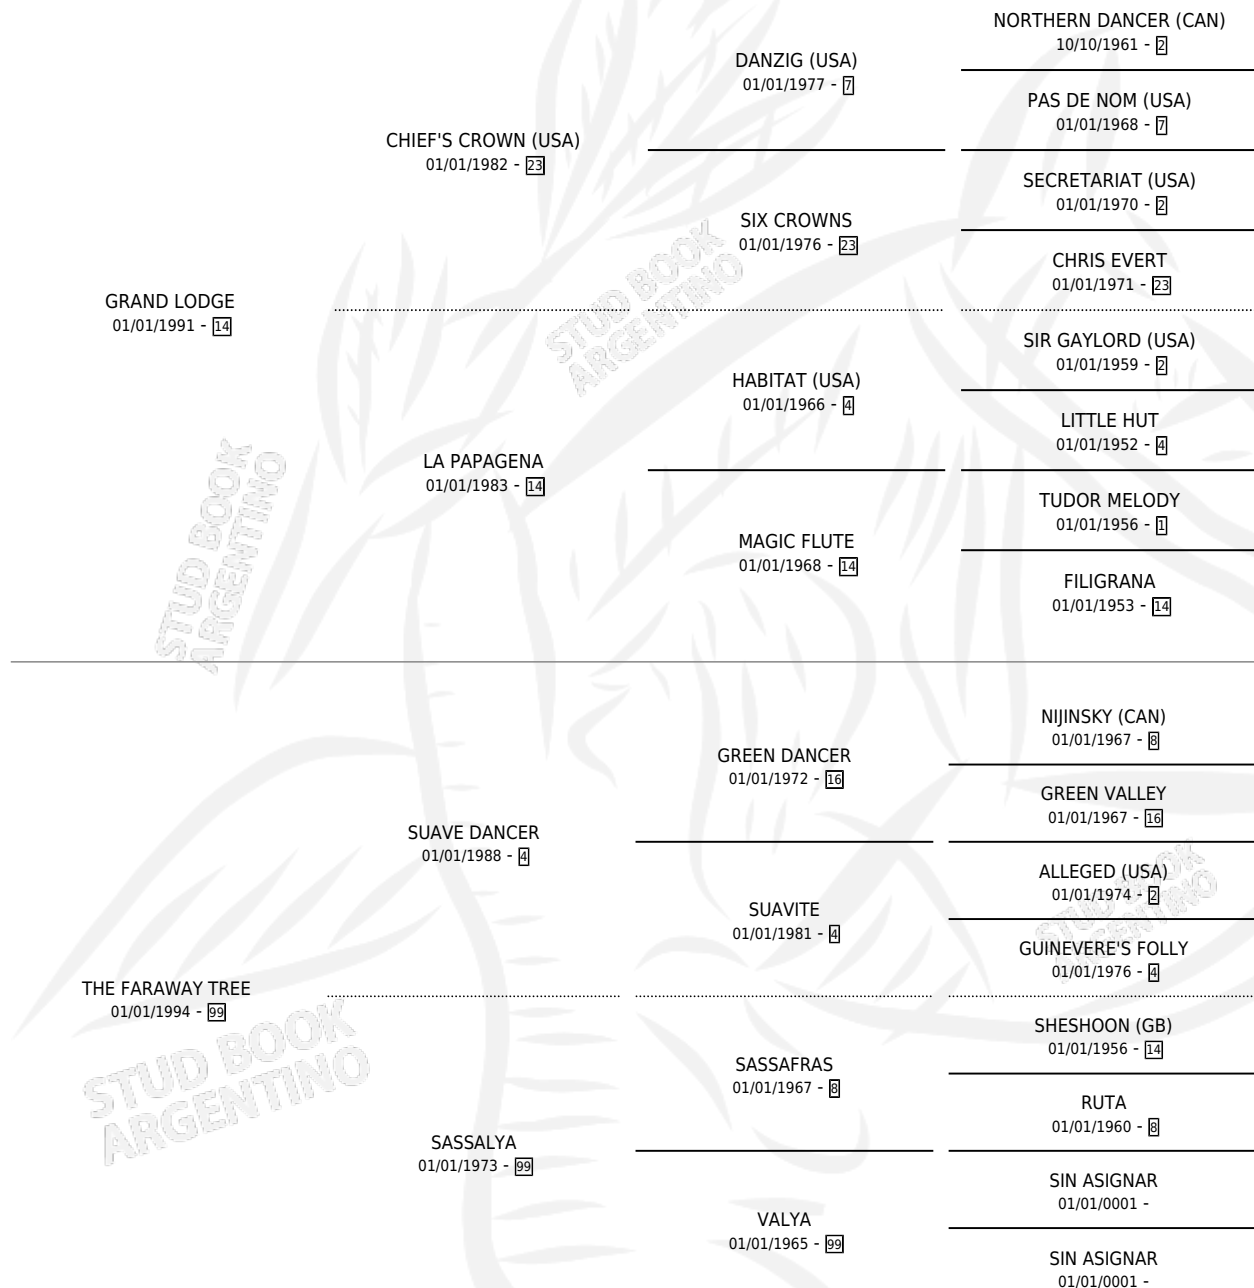 NORTHERN DANCER (CAN)
10/10/1961 - 2
DANZIG (USA)
01/01/1977 - 7
PAS DE NOM (USA)
01/01/1968 - 7
CHIEF'S CROWN (USA)
01/01/1982 - 23
SECRETARIAT (USA)
01/01/1970 - 2
SIX CROWNS
01/01/1976 - 23
CHRIS EVERT
01/01/1971 - 23
GRAND LODGE
01/01/1991 - 14
SIR GAYLORD (USA)
01/01/1959 - 2
HABITAT (USA)
01/01/1966 - 4
LITTLE HUT
01/01/1952 - 4
LA PAPAGENA
01/01/1983 - 14
TUDOR MELODY
01/01/1956 - 1
MAGIC FLUTE
01/01/1968 - 14
FILIGRANA
01/01/1953 - 14
NIJINSKY (CAN)
01/01/1967 - 8
GREEN DANCER
01/01/1972 - 16
GREEN VALLEY
01/01/1967 - 16
SUAVE DANCER
01/01/1988 - 4
ALLEGED (USA)
01/01/1974 - 2
SUAVITE
01/01/1981 - 4
GUINEVERE'S FOLLY
01/01/1976 - 4
THE FARAWAY TREE
01/01/1994 - 99
SHESHOON (GB)
01/01/1956 - 14
SASSAFRAS
01/01/1967 - 8
RUTA
01/01/1960 - 8
SASSALYA
01/01/1973 - 99
SIN ASIGNAR
01/01/0001 -
VALYA
01/01/1965 - 99
SIN ASIGNAR
01/01/0001 -
STUD BOOK
ARGENTINO
STUD BOOK
ARGENTINO
STUD BOOK
ARGENTINO
STUD BOOK
ARGENTINO